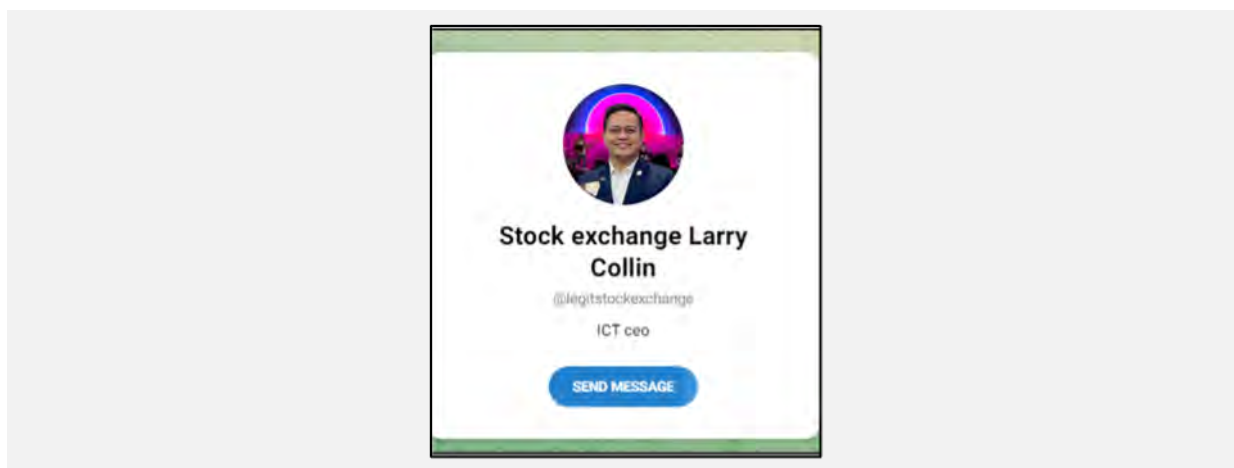 Stock exchange Larry
Collin
@legitstockexchange
ICT ceo
SEND MESSAGE